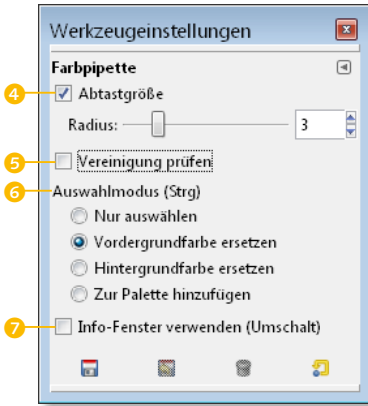 Werkzeugeinstellungen
Farbpipette
4 Abtastgröße
Radius: 3
5 Vereinigung prüfen
6 Auswahlmodus (Strg)
Nur auswählen
Vordergrundfarbe ersetzen
Hintergrundfarbe ersetzen
Zur Palette hinzufügen
7 Info-Fenster verwenden (Umschalt)